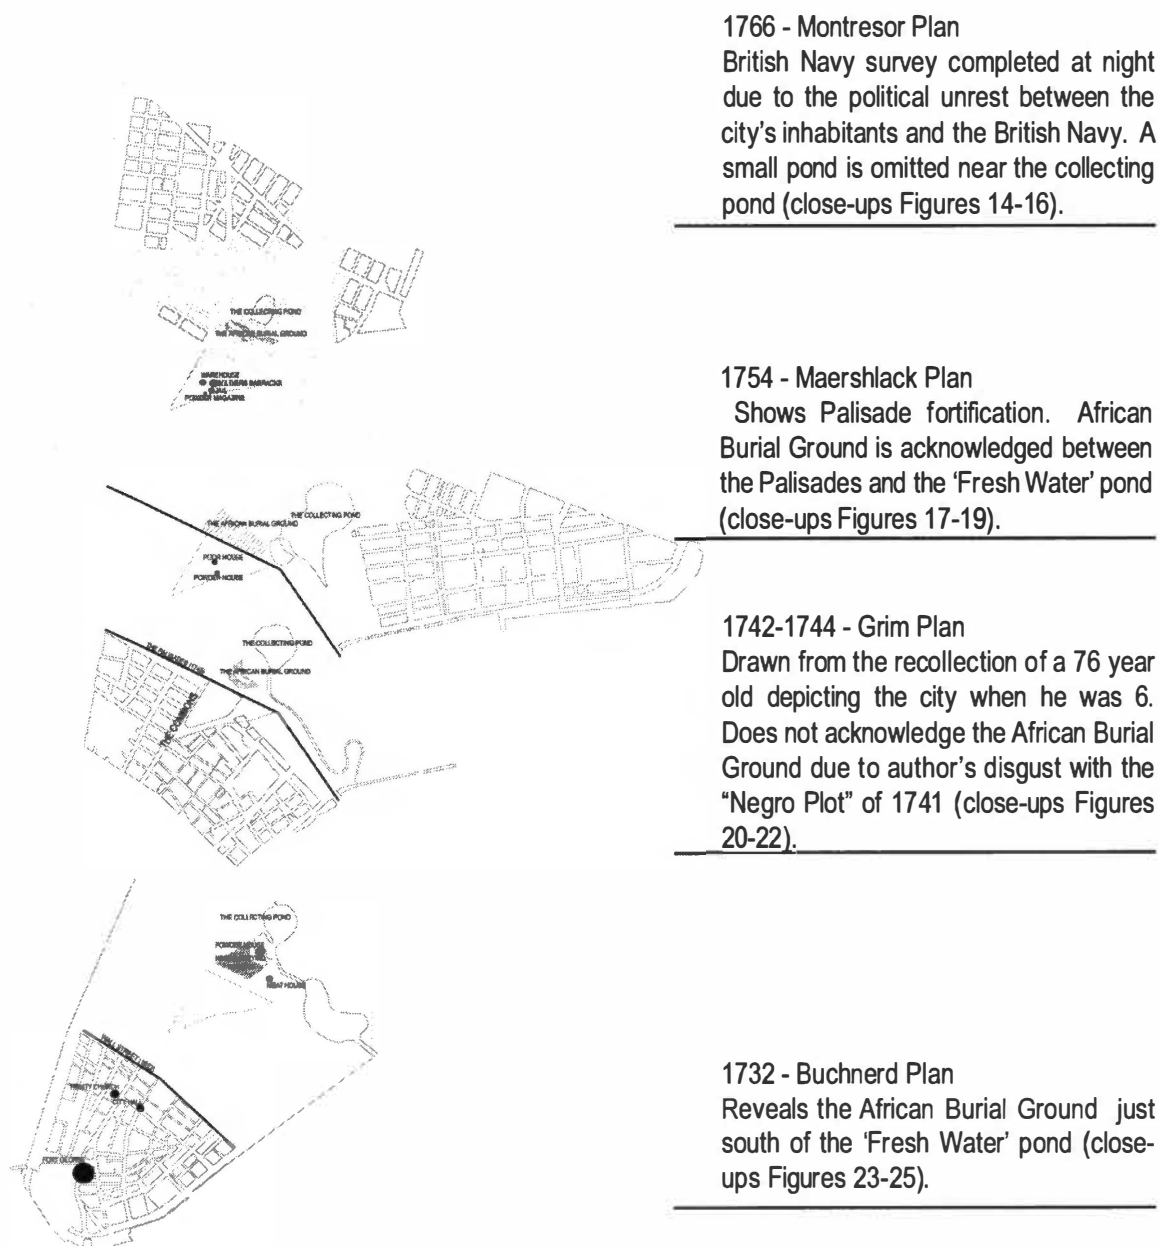 1766 - Montresor Plan
British Navy survey completed at night
due to the political unrest between the
city's inhabitants and the British Navy. A
small pond is omitted near the collecting
pond (close-ups Figures 14-16).
THE COLLECTING POND
THE AFRICAN BURIAL GROUND
WAREHOUSE
BARRACKS
JAIL
POWDER MAGAZINE
1754 - Maershlack Plan
Shows Palisade fortification. African
Burial Ground is acknowledged between
the Palisades and the 'Fresh Water' pond
(close-ups Figures 17-19).
THE COLLECTING POND
THE AFRICAN BURIAL GROUND
POOR HOUSE
POWDER HOUSE
1742-1744 - Grim Plan
Drawn from the recollection of a 76 year
old depicting the city when he was 6.
Does not acknowledge the African Burial
Ground due to author's disgust with the
"Negro Plot" of 1741 (close-ups Figures
20-22).
THE COLLECTING POND
THE AFRICAN BURIAL GROUND
THE COMMONS
THE COLLECTING POND
POWDER HOUSE
MEAT HOUSE
WALL STREET
TRINITY CHURCH
CITY HALL
FORT GEORGE
1732 - Buchnerd Plan
Reveals the African Burial Ground just
south of the 'Fresh Water' pond (close-
ups Figures 23-25).